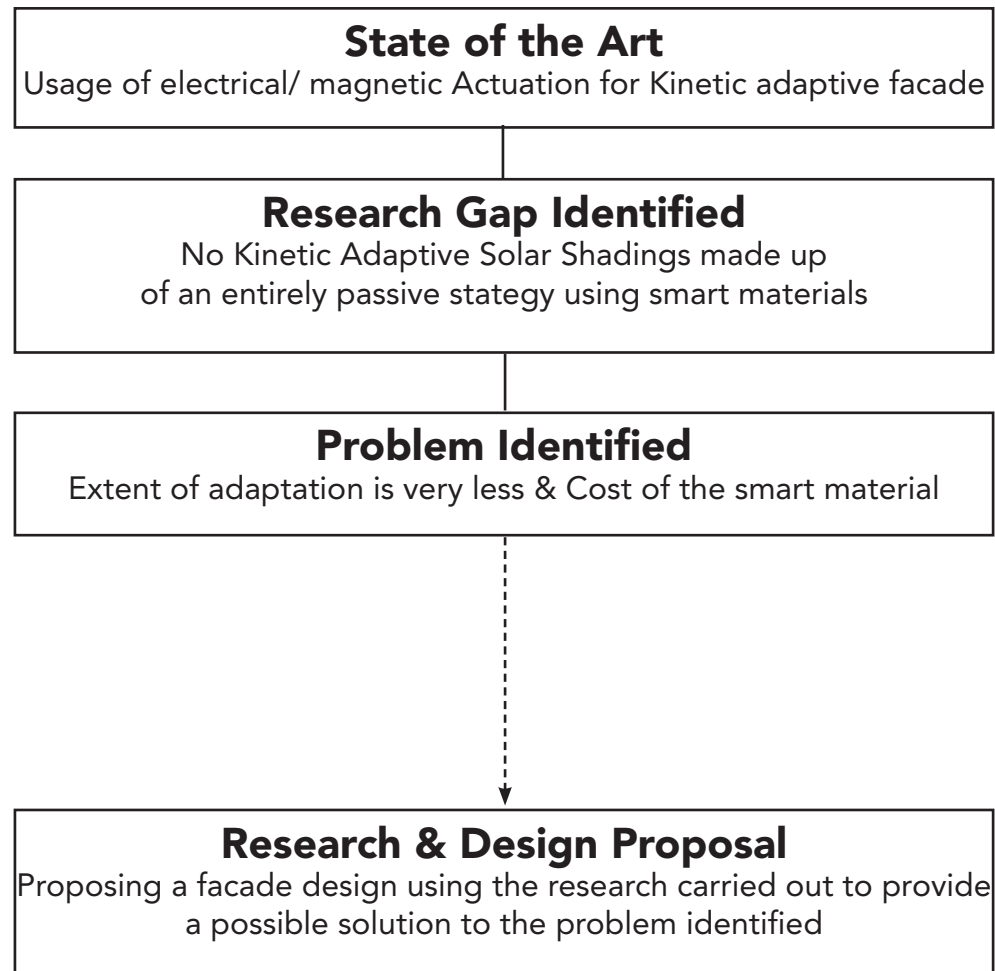 State of the Art
Usage of electrical/ magnetic Actuation for Kinetic adaptive facade
Research Gap Identified
No Kinetic Adaptive Solar Shadings made up
of an entirely passive stategy using smart materials
Problem Identified
Extent of adaptation is very less & Cost of the smart material
Research & Design Proposal
Proposing a facade design using the research carried out to provide
a possible solution to the problem identified